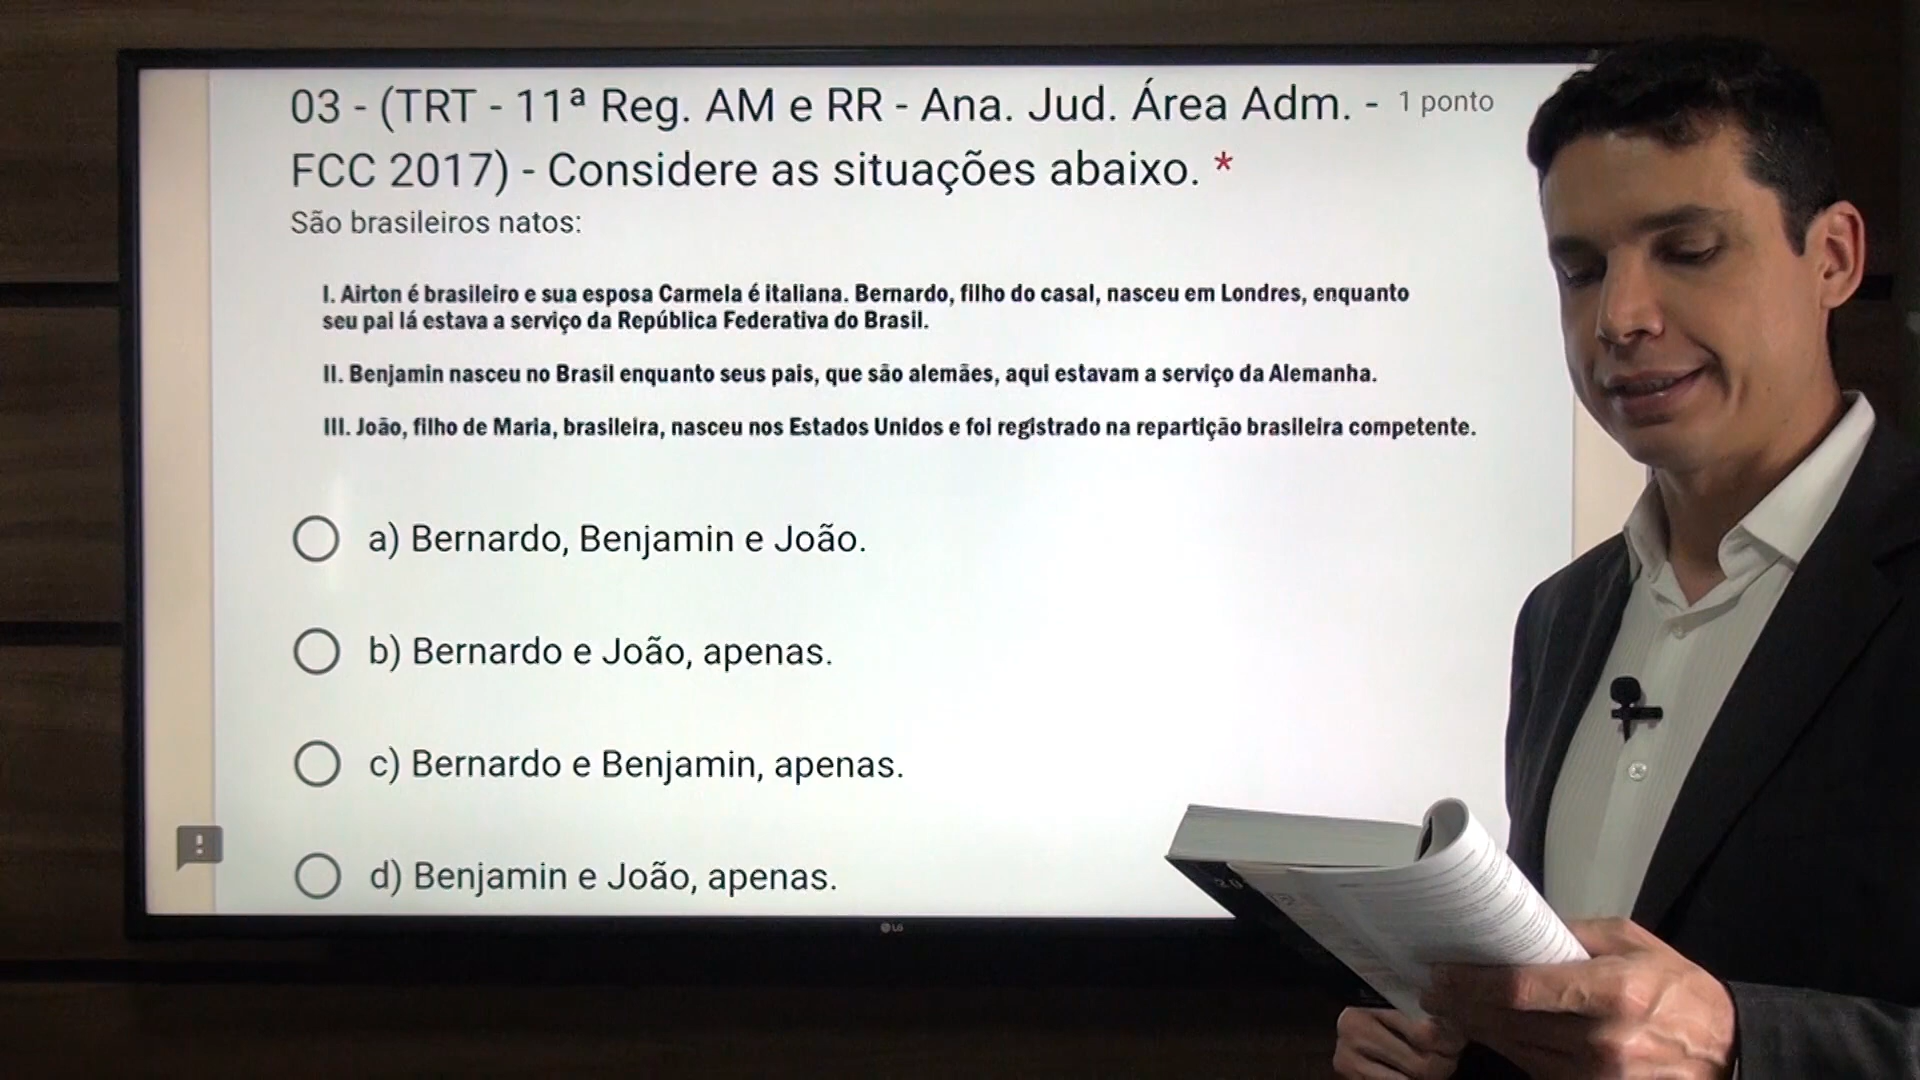 03 - (TRT - 11ª Reg. AM e RR - Ana. Jud. Área Adm. - 1 ponto
FCC 2017) - Considere as situações abaixo. *
São brasileiros natos:
I. Airton é brasileiro e sua esposa Carmela é italiana. Bernardo, filho do casal, nasceu em Londres, enquanto
seu pai lá estava a serviço da República Federativa do Brasil.
II. Benjamin nasceu no Brasil enquanto seus pais, que são alemães, aqui estavam a serviço da Alemanha.
III. João, filho de Maria, brasileira, nasceu nos Estados Unidos e foi registrado na repartição brasileira competente.
a) Bernardo, Benjamin e João.
b) Bernardo e João, apenas.
c) Bernardo e Benjamin, apenas.
d) Benjamin e João, apenas.
LG